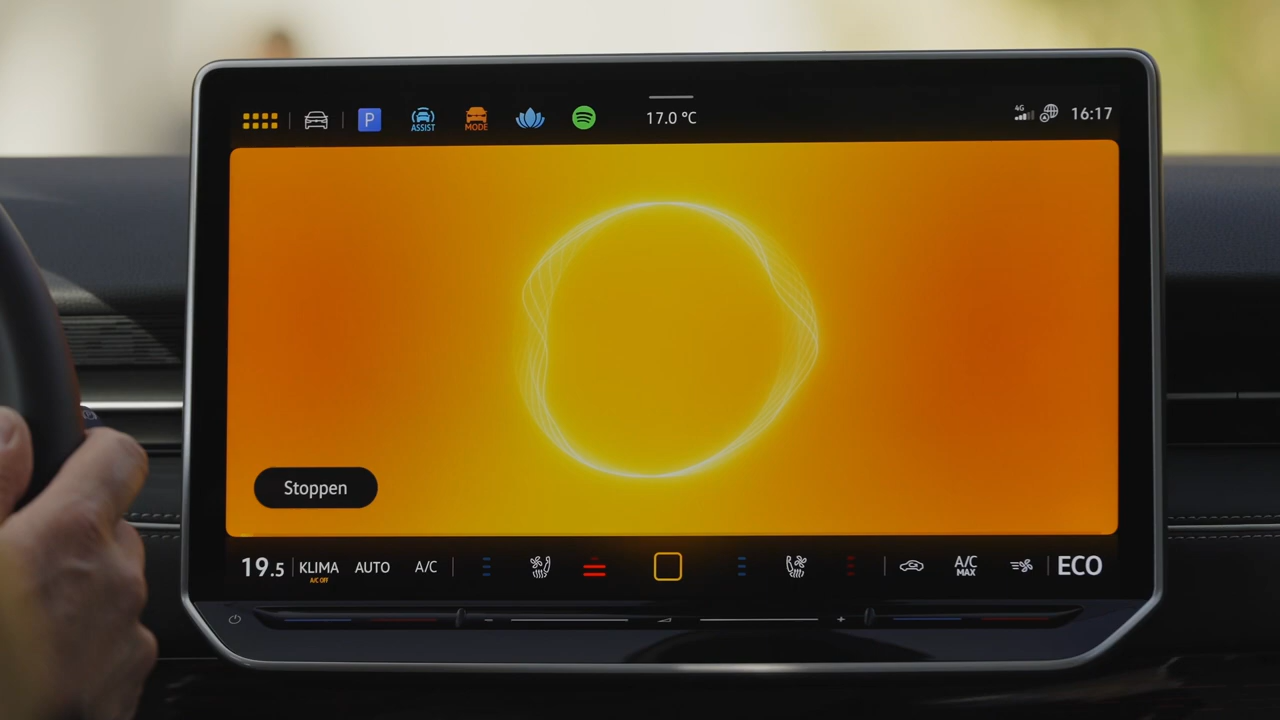 P ASSIST MODE 17.0 °C 4G 16:17
Stoppen
19.5 KLIMA AUTO A/C A/C MAX ECO
A/C OFF